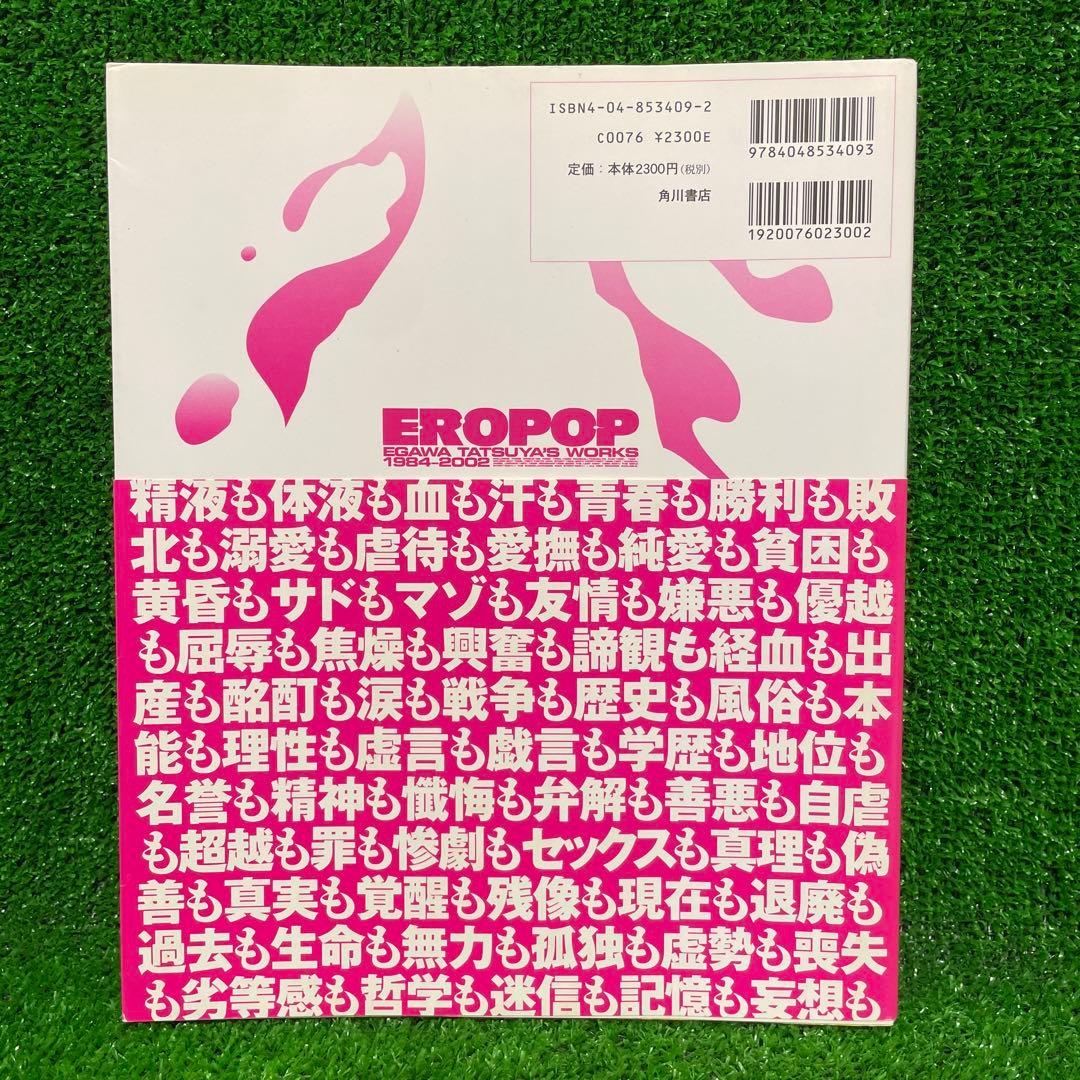 ISBN4-04-853409-2
C0076 ¥2300E
定価：本体2300円(税別)
角川書店
9784048534093
1920076023002
EROPOP
EGAWA TATSUYA'S WORKS
1984-2002
精液も体液も血も汗も青春も勝利も敗
北も溺愛も虐待も愛撫も純愛も貧困も
黄昏もサドもマゾも友情も嫌悪も優越
も屈辱も焦燥も興奮も諦観も経血も出
産も酩酊も涙も戦争も歴史も風俗も本
能も理性も虚言も戯言も学歴も地位も
名誉も精神も懺悔も弁解も善悪も自虐
も超越も罪も惨劇もセックスも真理も偽
善も真実も覚醒も残像も現在も退廃も
過去も生命も無力も孤独も虚勢も喪失
も劣等感も哲学も迷信も記憶も妄想も